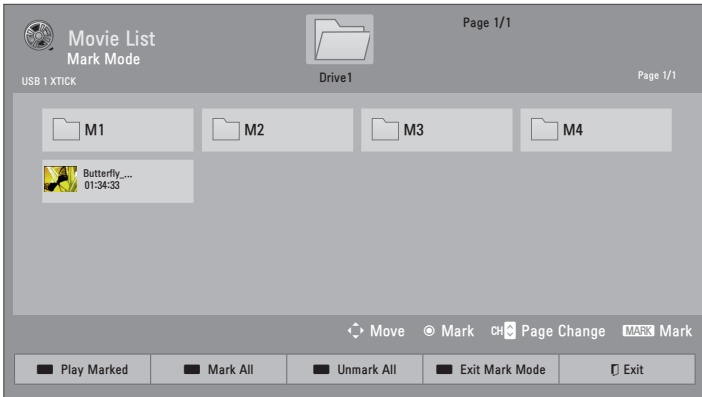 Movie List
Mark Mode
USB 1 XTICK
Drive1
Page 1/1
Page 1/1
M1
M2
M3
M4
Butterfly_...
01:34:33
Move
Mark
CH
Page Change
MARK
Mark
Play Marked
Mark All
Unmark All
Exit Mark Mode
Exit